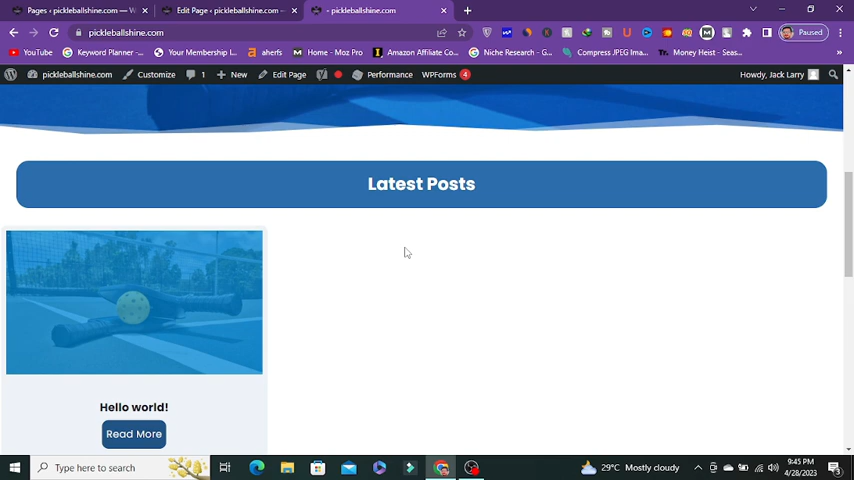 Pages ‹ pickleballshine.com — W
Edit Page ‹ pickleballshine.com —
- pickleballshine.com
pickleballshine.com
Paused
YouTube
Keyword Planner -...
Your Membership I...
aherfs
Home - Moz Pro
Amazon Affiliate Co...
Niche Research - G...
Compress JPEG Ima...
Money Heist - Seas...
»
pickleballshine.com
Customize
1
New
Edit Page
Performance
WPForms 4
Howdy, Jack Larry
Latest Posts
Hello world!
Read More
Type here to search
29°C Mostly cloudy
9:45 PM
4/28/2023
3